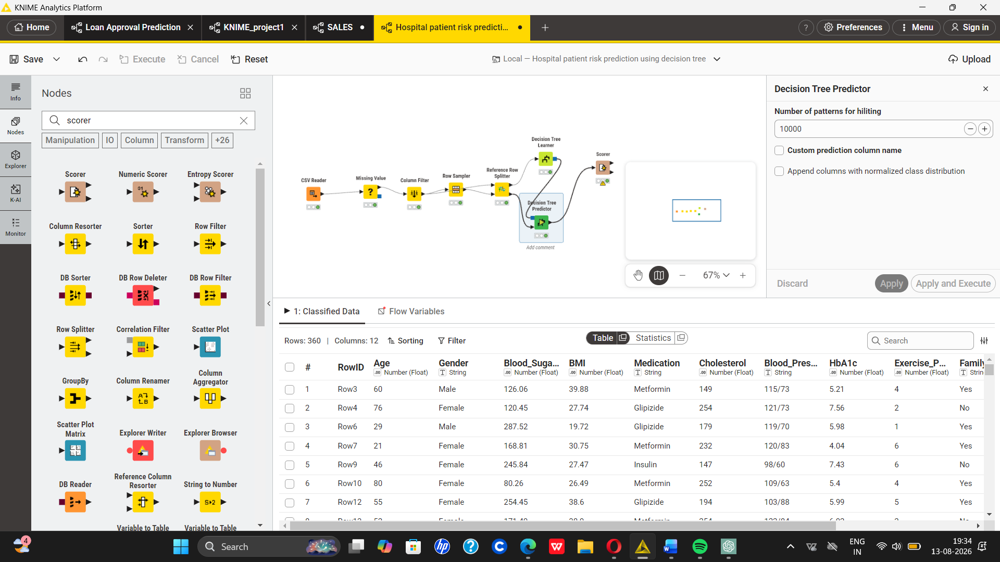 KNIME Analytics Platform
Home
Loan Approval Prediction
KNIME_project1
SALES
Hospital patient risk predicti...
?
Preferences
Menu
Sign in
Save
Execute
Cancel
Reset
Local — Hospital patient risk prediction using decision tree
Upload
Info
Nodes
Explorer
K-AI
Monitor
Nodes
scorer
Manipulation
IO
Column
Transform
+26
Scorer
Numeric Scorer
Entropy Scorer
Column Resorter
Sorter
Row Filter
DB Sorter
DB Row Deleter
DB Row Filter
Row Splitter
Correlation Filter
Scatter Plot
GroupBy
Column Renamer
Column
Aggregator
Scatter Plot
Matrix
Explorer Writer
Explorer Browser
DB Reader
Reference Column
Resorter
String to Number
Variable to Table
Variable to Table
CSV Reader
Missing Value
Column Filter
Row Sampler
Reference Row
Splitter
Decision Tree
Learner
Decision Tree
Predictor
Add comment
Scorer
67%
Decision Tree Predictor
Number of patterns for hiliting
10000
Custom prediction column name
Append columns with normalized class distribution
Discard
Apply
Apply and Execute
1: Classified Data
Flow Variables
Rows: 360 | Columns: 12
Sorting
Filter
Table
Statistics
Search
# RowID Age Gender Blood_Suga... BMI Medication Cholesterol Blood_Pres... HbA1c Exercise_P... Family
Number (Float) String Number (Float) Number (Float) String Number (Float) String Number (Float) Number (Float) Strin
1 Row3 60 Male 126.06 39.88 Metformin 149 115/73 5.21 4 Yes
2 Row4 76 Female 120.45 27.74 Glipizide 254 121/73 7.56 2 No
3 Row6 29 Male 287.52 19.72 Glipizide 179 119/70 5.98 1 Yes
4 Row7 21 Female 168.81 30.75 Metformin 232 120/83 4.04 6 Yes
5 Row9 46 Female 245.84 27.47 Insulin 147 98/60 7.43 6 No
6 Row10 80 Female 80.26 26.49 Metformin 252 109/63 5.4 4 Yes
7 Row12 55 Female 254.45 38.6 Glipizide 194 103/88 5.99 5 Yes
4
Search
ENG
IN
19:34
13-08-2026